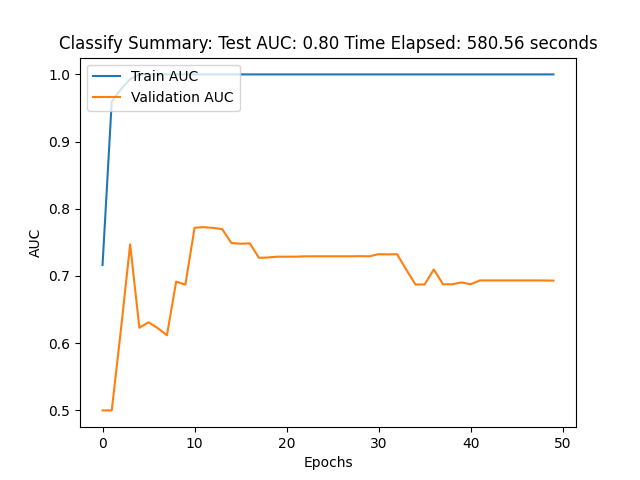 Classify Summary: Test AUC: 0.80 Time Elapsed: 580.56 seconds
Train AUC
Validation AUC
1.0
0.9
0.8
0.7
0.6
0.5
AUC
0 10 20 30 40 50
Epochs